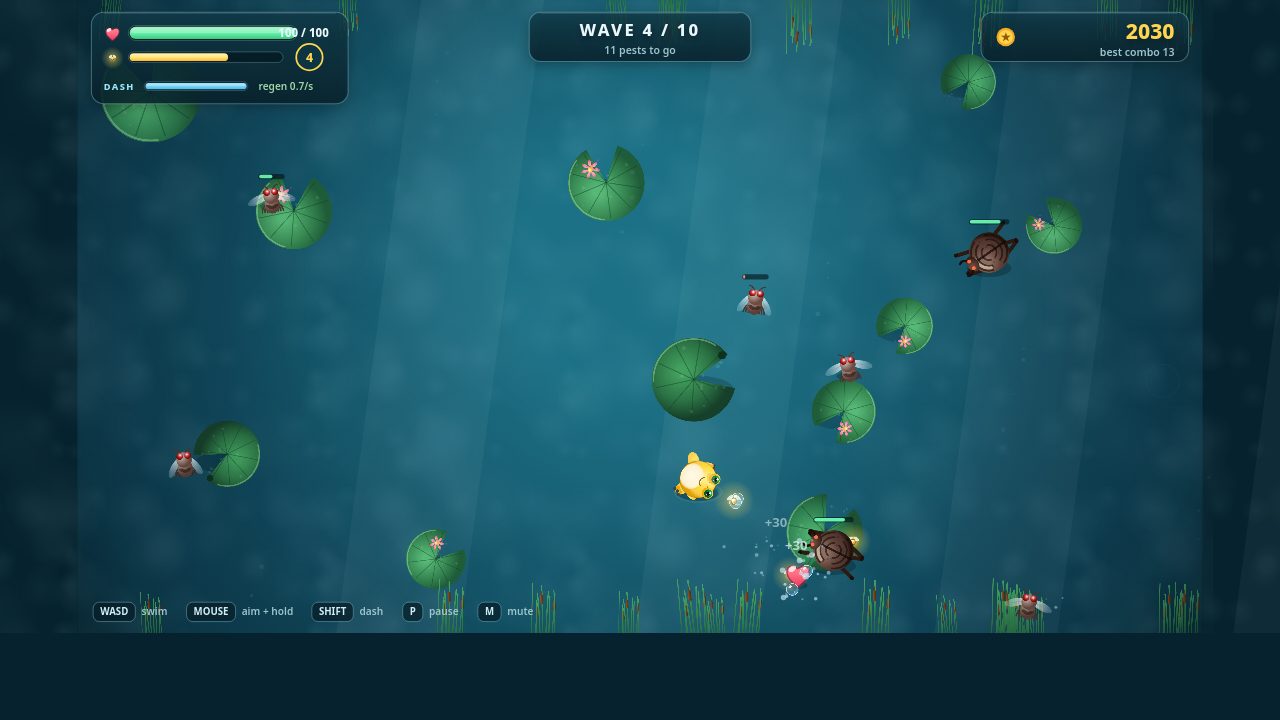 100 / 100
4
DASH regen 0.7/s
WAVE 4 / 10
11 pests to go
2030
best combo 13
+30
+30
WASD swim MOUSE aim + hold SHIFT dash P pause M mute